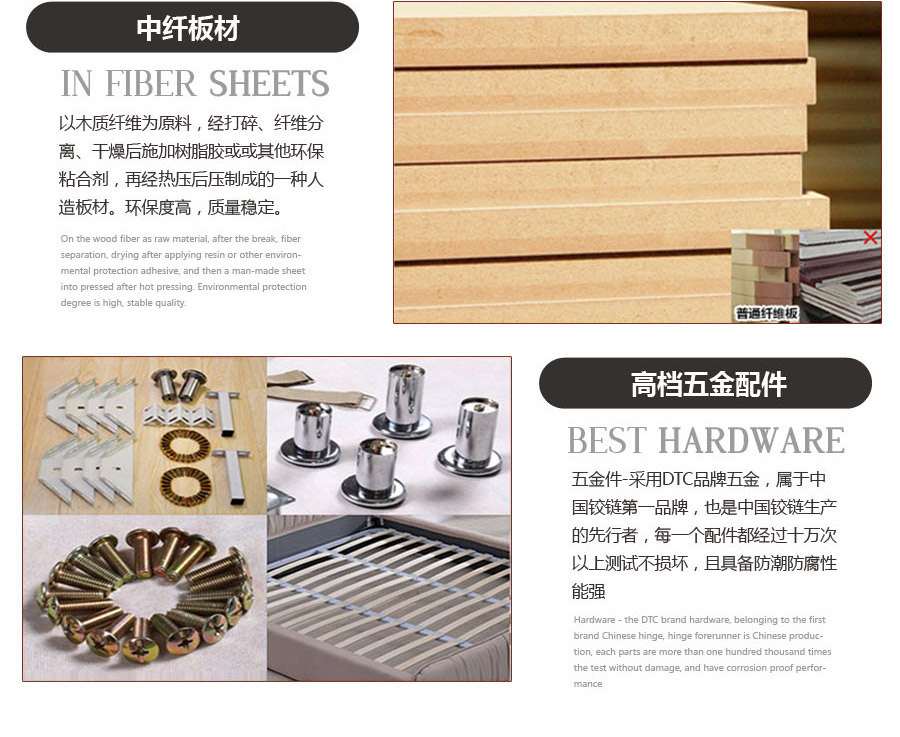 中纤板材
IN FIBER SHEETS
以木质纤维为原料，经打碎、纤维分
离、干燥后施加树脂胶或或其他环保
粘合剂，再经热压后压制成的一种人
造板材。环保度高，质量稳定。
On the wood fiber as raw material, after the break, fiber
separation, drying after applying resin or other environ-
mental protection adhesive, and then a man-made sheet
into pressed after hot pressing. Environmental protection
degree is high, stable quality.
普通纤维板
高档五金配件
BEST HARDWARE
五金件-采用DTC品牌五金，属于中
国铰链第一品牌，也是中国铰链生产
的先行者，每一个配件都经过十万次
以上测试不损坏，且具备防潮防腐性
能强
Hardware - the DTC brand hardware, belonging to the first
brand Chinese hinge, hinge forerunner is Chinese produc-
tion, each parts are more than one hundred thousand times
the test without damage, and have corrosion proof perfor-
mance